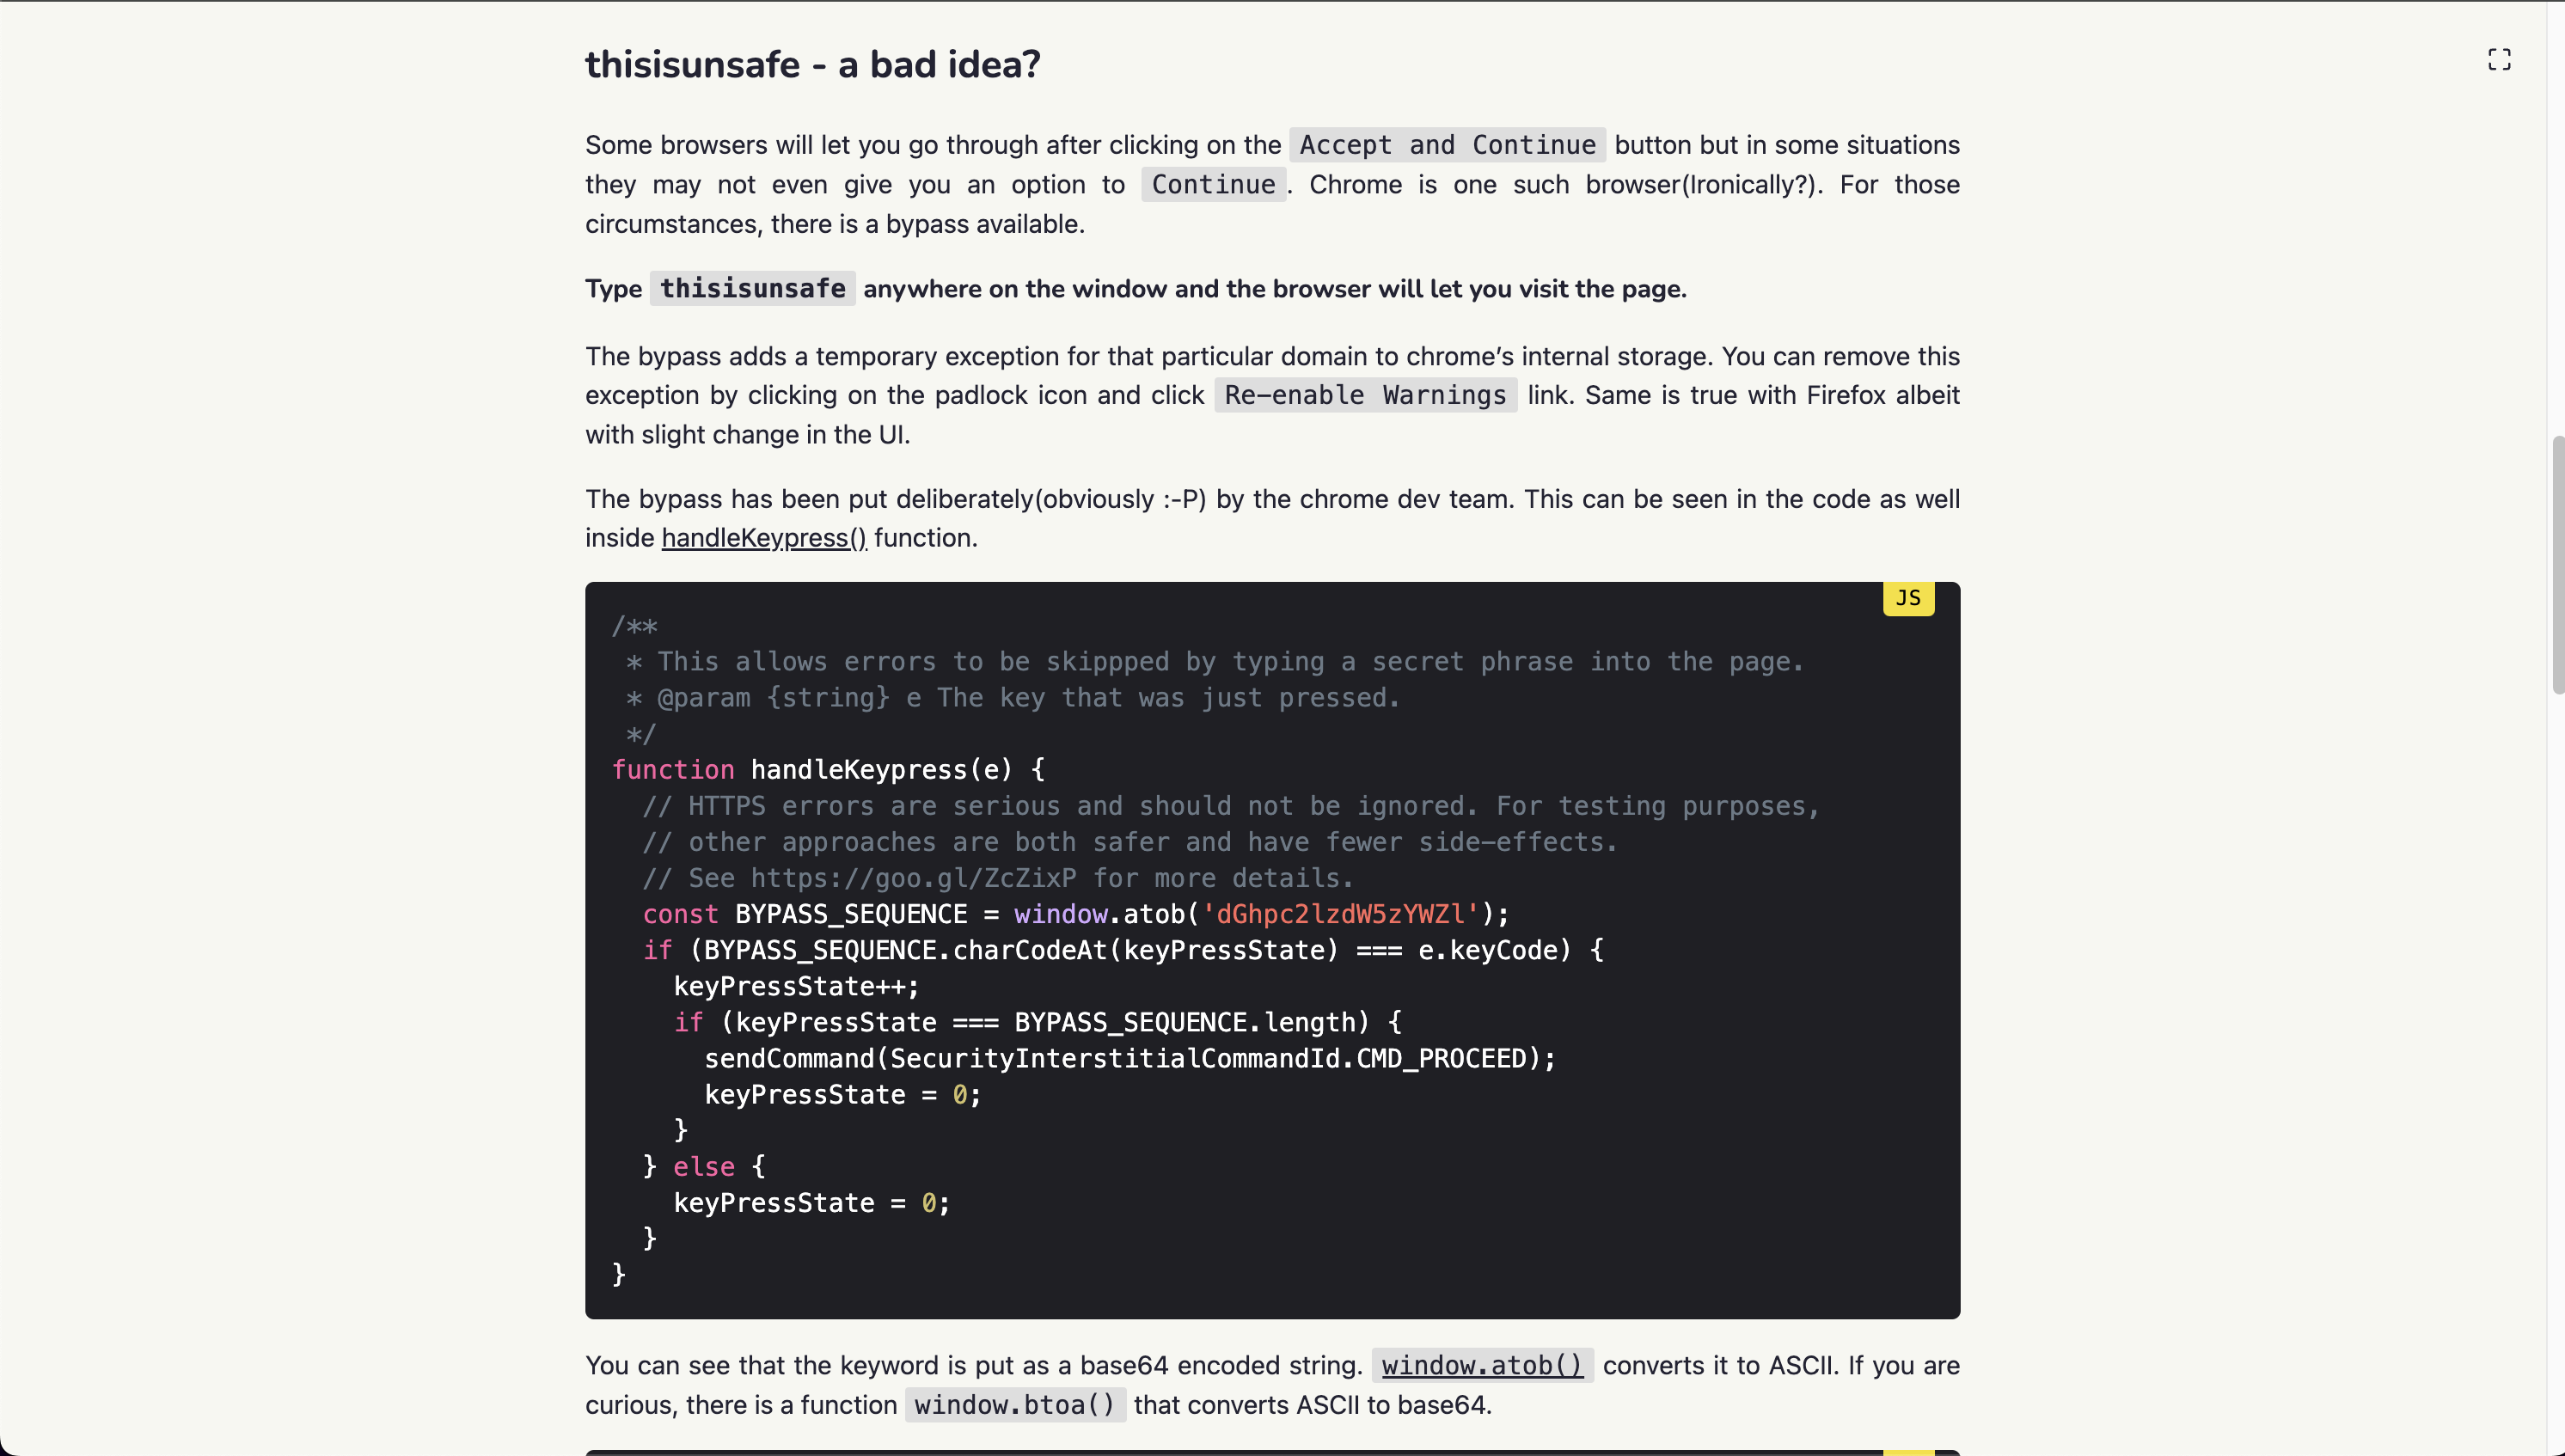 thisisunsafe - a bad idea?
Some browsers will let you go through after clicking on the Accept and Continue button but in some situations
they may not even give you an option to Continue. Chrome is one such browser(Ironically?). For those
circumstances, there is a bypass available.
Type thisisunsafe anywhere on the window and the browser will let you visit the page.
The bypass adds a temporary exception for that particular domain to chrome’s internal storage. You can remove this
exception by clicking on the padlock icon and click Re-enable Warnings link. Same is true with Firefox albeit
with slight change in the UI.
The bypass has been put deliberately(obviously :-P) by the chrome dev team. This can be seen in the code as well
inside handleKeypress() function.
JS
/**
 * This allows errors to be skippped by typing a secret phrase into the page.
 * @param {string} e The key that was just pressed.
 */
function handleKeypress(e) {
  // HTTPS errors are serious and should not be ignored. For testing purposes,
  // other approaches are both safer and have fewer side-effects.
  // See https://goo.gl/ZcZixP for more details.
  const BYPASS_SEQUENCE = window.atob('dGhpc2lzdW5zYWZl');
  if (BYPASS_SEQUENCE.charCodeAt(keyPressState) === e.keyCode) {
    keyPressState++;
    if (keyPressState === BYPASS_SEQUENCE.length) {
      sendCommand(SecurityInterstitialCommandId.CMD_PROCEED);
      keyPressState = 0;
    }
  } else {
    keyPressState = 0;
  }
}
You can see that the keyword is put as a base64 encoded string. window.atob() converts it to ASCII. If you are
curious, there is a function window.btoa() that converts ASCII to base64.